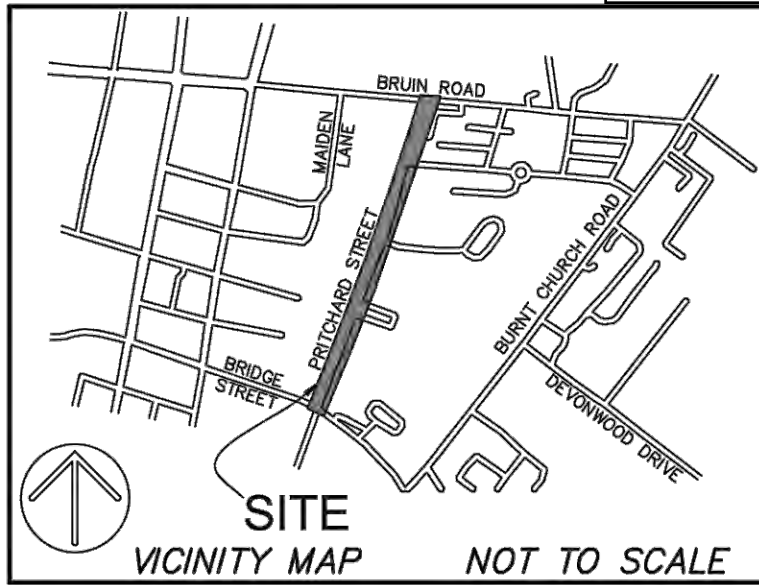 BRUIN ROAD
MAIDEN
LANE
PRITCHARD STREET
BURNT CHURCH ROAD
BRIDGE
STREET
DEVONWOOD DRIVE
SITE
VICINITY MAP
NOT TO SCALE